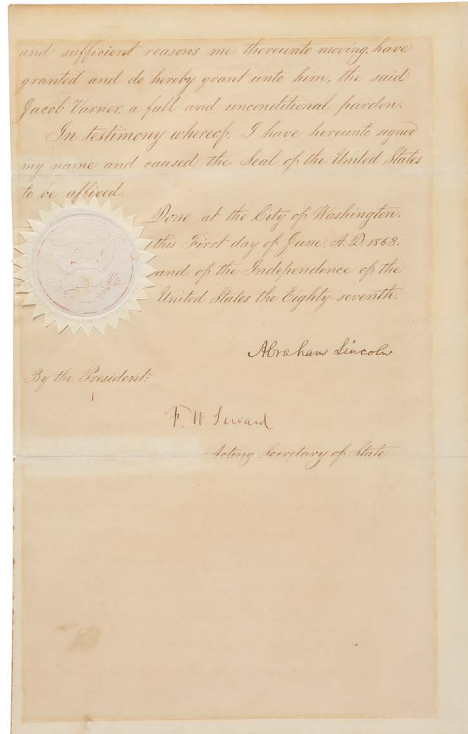 and sufficient reasons me thereunto moving, have
granted and do hereby grant unto him, the said
Jacob Varner, a full and unconditional pardon.
In testimony whereof, I have hereunto signed
my name and caused the Seal of the United States
to be affixed.
Done at the City of Washington,
this First day of June, A.D. 1863.
and of the Independence of the
United States the Eighty-seventh.
Abraham Lincoln
By the President:
F. W. Seward
Acting Secretary of State